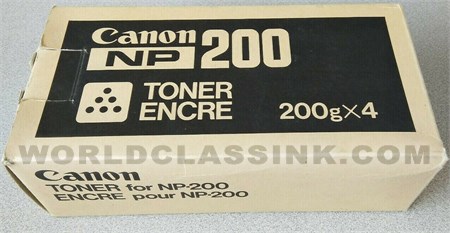 Canon
NP 200
TONER
ENCRE 200g×4
WORLDCLASSINK.COM
Canon
TONER for NP-200
ENCRE pour NP-200